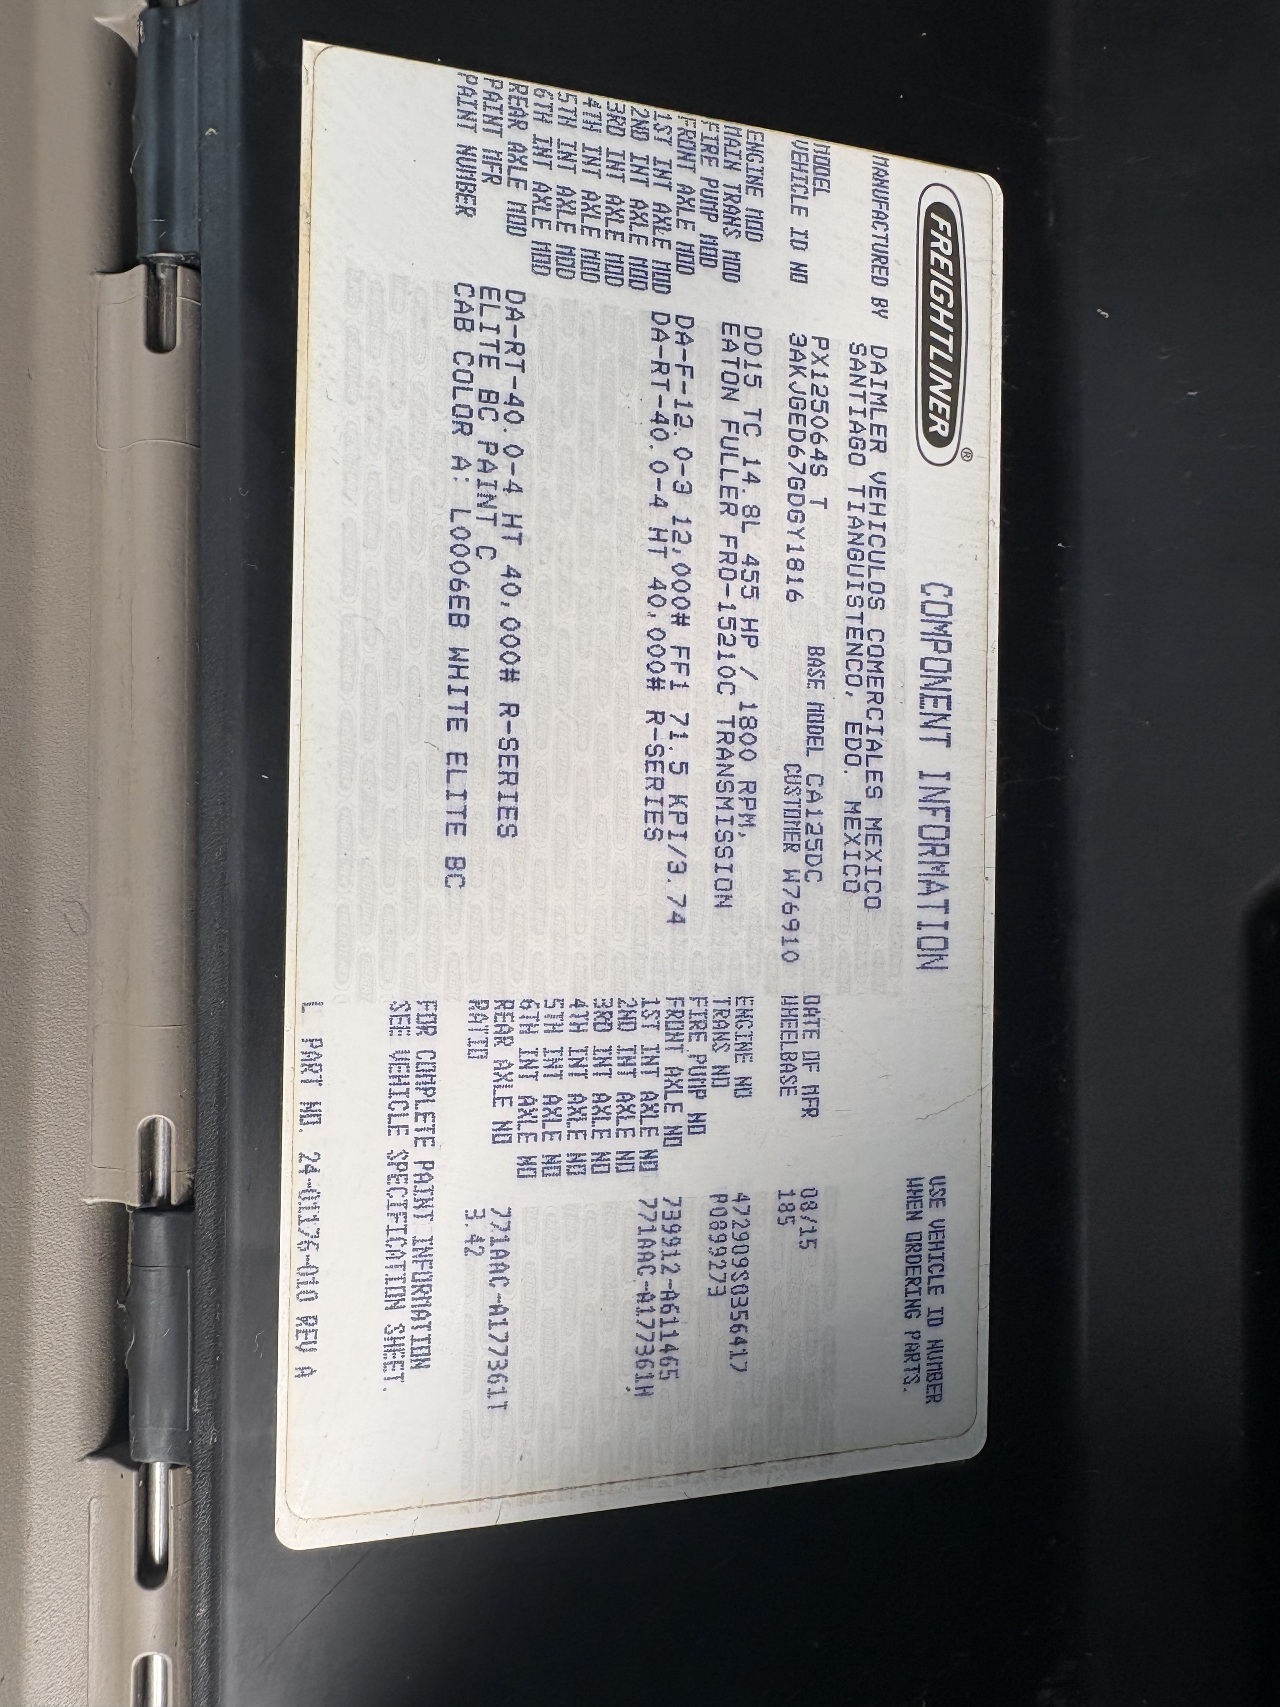 FREIGHTLINER®
COMPONENT INFORMATION
USE VEHICLE ID NUMBER
WHEN ORDERING PARTS.
MANUFACTURED BY DAIMLER VEHICULOS COMERCIALES MEXICO
SANTIAGO TIANGUISTENCO, EDO. MEXICO
MODEL PX125064S T BASE MODEL CA125DC DATE OF MFR 08/15
VEHICLE ID NO 3AKJGED67GDGY1816 CUSTOMER W76910 WHEELBASE 185
ENGINE MOD DD15 TC 14.8L 455 HP / 1800 RPM, ENGINE NO 472909S0356417
MAIN TRANS MOD EATON FULLER FRO-15210C TRANSMISSION TRANS NO P0899273
FIRE PUMP MOD FIRE PUMP NO
FRONT AXLE MOD DA-F-12.0-3 12,000# FF1 71.5 KPI/3.74 FRONT AXLE NO 739912-A611465
1ST INT AXLE MOD DA-RT-40.0-4 HT 40,000# R-SERIES 1ST INT AXLE NO 771AAC-A177361H
2ND INT AXLE MOD 2ND INT AXLE NO
3RD INT AXLE MOD 3RD INT AXLE NO
4TH INT AXLE MOD 4TH INT AXLE NO
5TH INT AXLE MOD 5TH INT AXLE NO
6TH INT AXLE MOD 6TH INT AXLE NO
REAR AXLE MOD DA-RT-40.0-4 HT 40,000# R-SERIES REAR AXLE NO 771AAC-A177361T
PAINT MFR ELITE BC PAINT C RATIO 3.42
PAINT NUMBER CAB COLOR A: L0006EB WHITE ELITE BC
FOR COMPLETE PAINT INFORMATION
SEE VEHICLE SPECIFICATION SHEET.
L PART NO. 24-01176-010 REV A